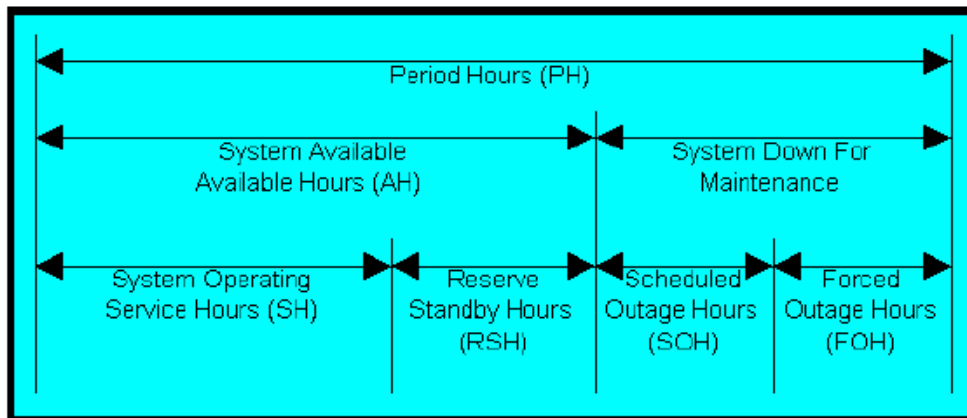 Period Hours (PH)
System Available
Available Hours (AH)
System Down For
Maintenance
System Operating
Service Hours (SH)
Reserve
Standby Hours
(RSH)
Scheduled
Outage Hours
(SOH)
Forced
Outage Hours
(FOH)